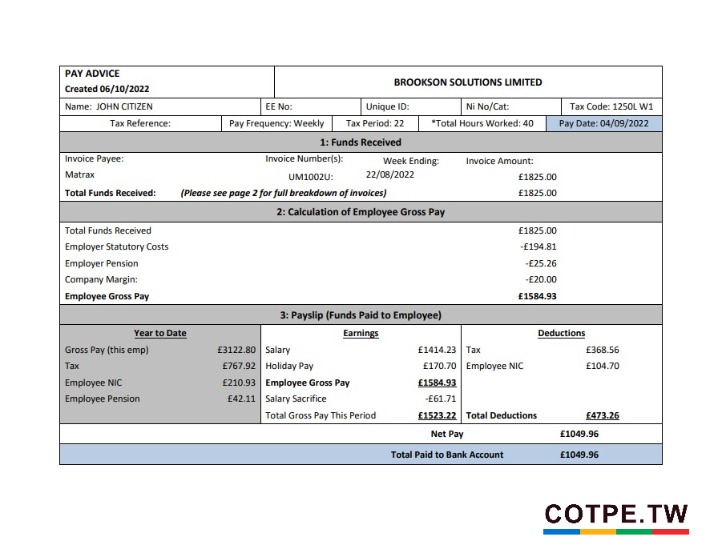 PAY ADVICE
Created 06/10/2022
BROOKSON SOLUTIONS LIMITED
Name: JOHN CITIZEN EE No: Unique ID: Ni No/Cat: Tax Code: 1250L W1
Tax Reference: Pay Frequency: Weekly Tax Period: 22 *Total Hours Worked: 40 Pay Date: 04/09/2022
1: Funds Received
Invoice Payee: Invoice Number(s): Week Ending: Invoice Amount:
Matrax UM1002U: 22/08/2022 £1825.00
Total Funds Received: (Please see page 2 for full breakdown of invoices) £1825.00
2: Calculation of Employee Gross Pay
Total Funds Received £1825.00
Employer Statutory Costs -£194.81
Employer Pension -£25.26
Company Margin: -£20.00
Employee Gross Pay £1584.93
3: Payslip (Funds Paid to Employee)
Year to Date Earnings Deductions
Gross Pay (this emp) £3122.80 Salary £1414.23 Tax £368.56
Tax £767.92 Holiday Pay £170.70 Employee NIC £104.70
Employee NIC £210.93 Employee Gross Pay £1584.93
Employee Pension £42.11 Salary Sacrifice -£61.71
Total Gross Pay This Period £1523.22 Total Deductions £473.26
Net Pay £1049.96
Total Paid to Bank Account £1049.96
COTPE.TW